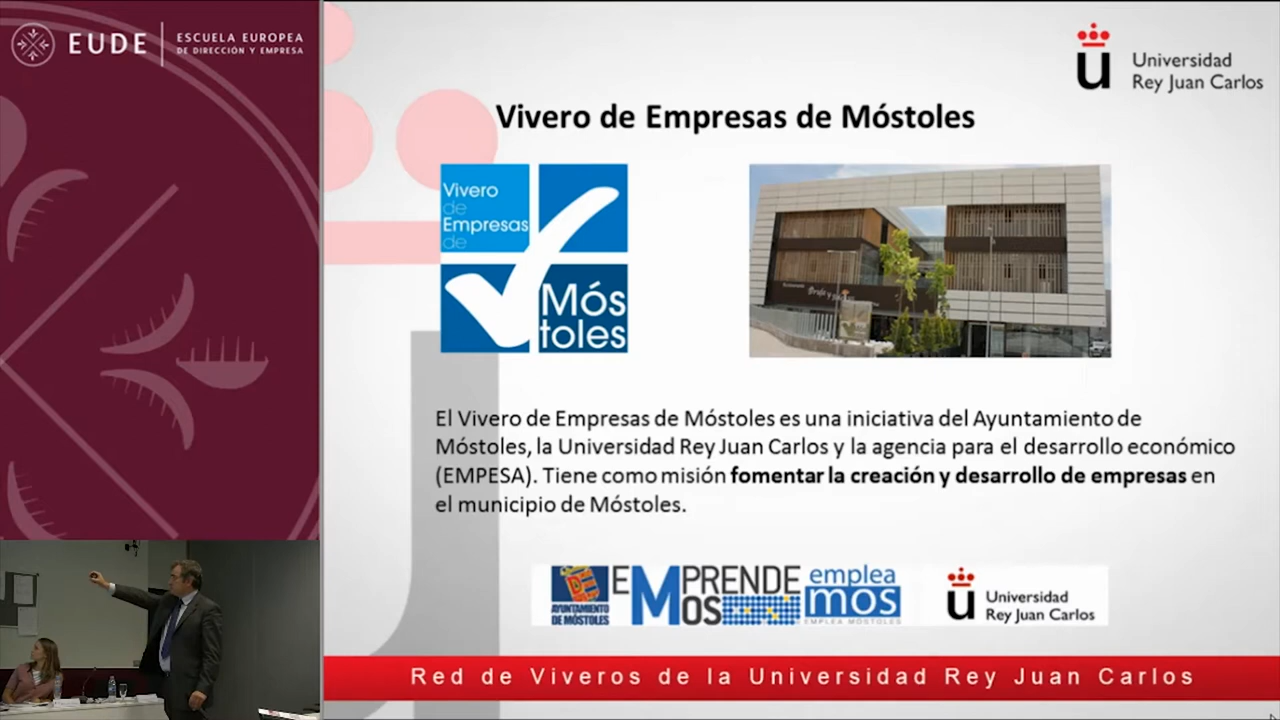 EUDE
ESCUELA EUROPEA
DE DIRECCIÓN Y EMPRESA
Universidad
Rey Juan Carlos
Vivero de Empresas de Móstoles
Vivero
de
Empresas
de
Mós
toles
El Vivero de Empresas de Móstoles es una iniciativa del Ayuntamiento de
Móstoles, la Universidad Rey Juan Carlos y la agencia para el desarrollo económico
(EMPESA). Tiene como misión fomentar la creación y desarrollo de empresas en
el municipio de Móstoles.
AYUNTAMIENTO
DE MÓSTOLES
EMPRENDE
MOS
emplea
mos
EMPLEA MÓSTOLES
Universidad
Rey Juan Carlos
Red de Viveros de la Universidad Rey Juan Carlos